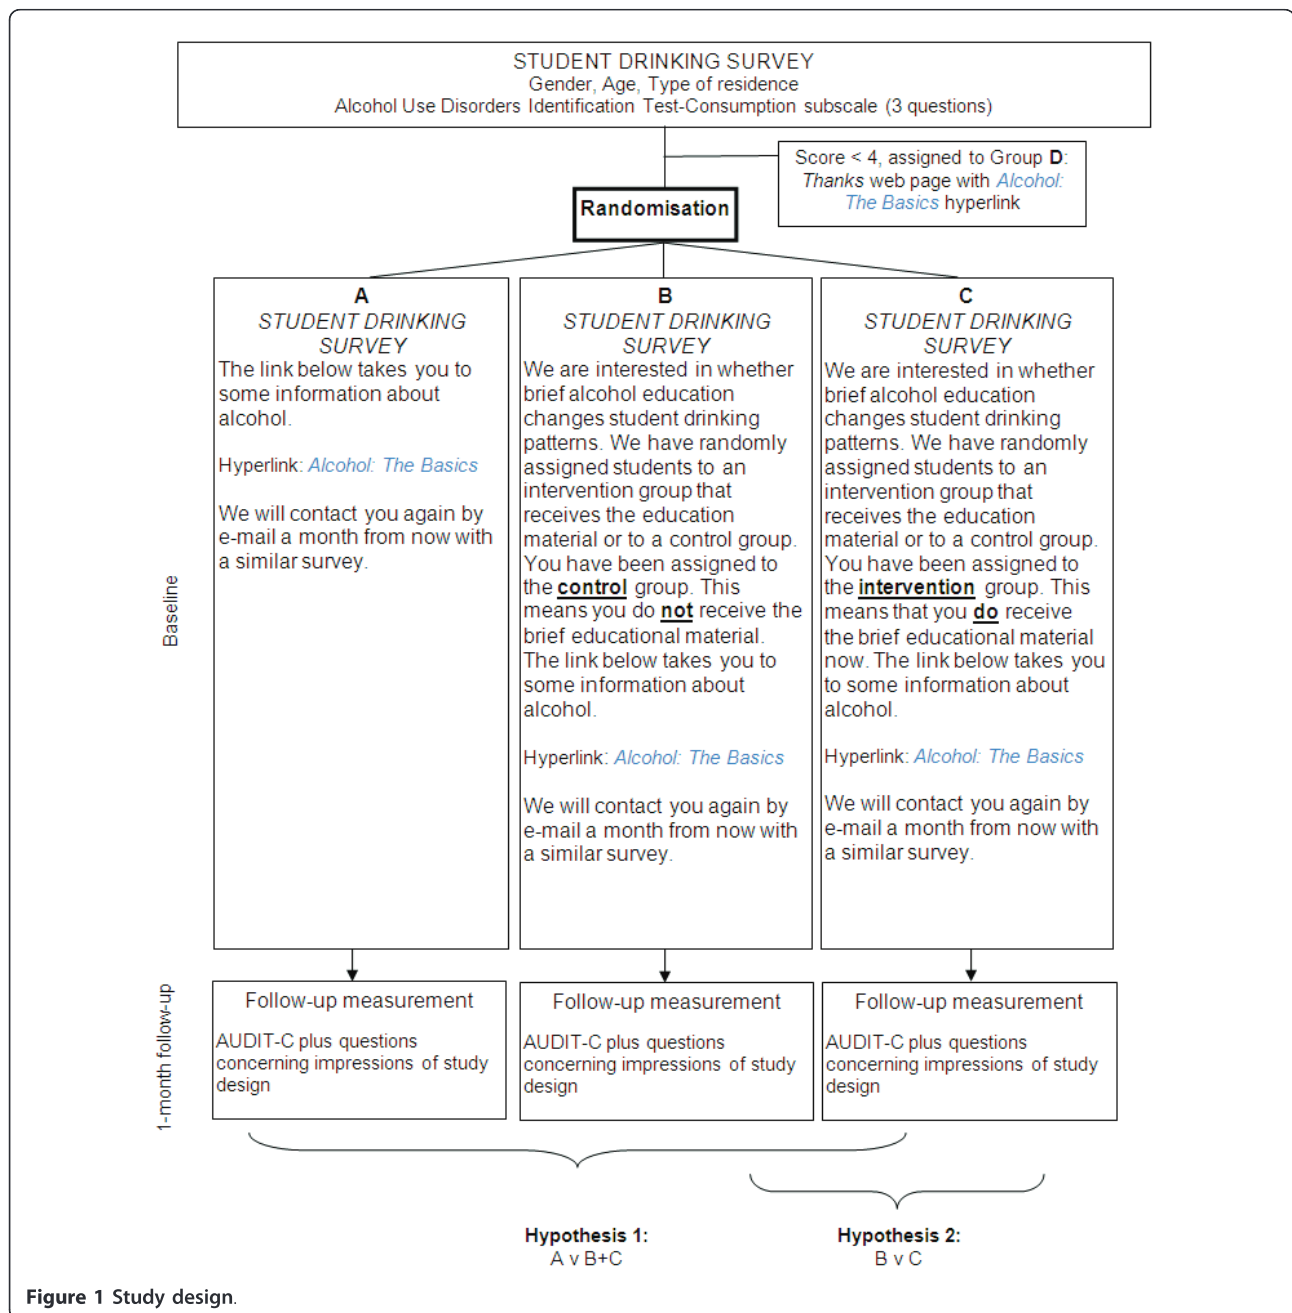 STUDENT DRINKING SURVEY
Gender, Age, Type of residence
Alcohol Use Disorders Identification Test-Consumption subscale (3 questions)
Score < 4, assigned to Group D:
Thanks web page with Alcohol:
The Basics hyperlink
Randomisation
Baseline
A
STUDENT DRINKING
SURVEY
The link below takes you to
some information about
alcohol.
Hyperlink: Alcohol: The Basics
We will contact you again by
e-mail a month from now with
a similar survey.
B
STUDENT DRINKING
SURVEY
We are interested in whether
brief alcohol education
changes student drinking
patterns. We have randomly
assigned students to an
intervention group that
receives the education
material or to a control group.
You have been assigned to
the control group. This
means you do not receive the
brief educational material.
The link below takes you to
some information about
alcohol.
Hyperlink: Alcohol: The Basics
We will contact you again by
e-mail a month from now with
a similar survey.
C
STUDENT DRINKING
SURVEY
We are interested in whether
brief alcohol education
changes student drinking
patterns. We have randomly
assigned students to an
intervention group that
receives the education
material or to a control group.
You have been assigned to
the intervention group. This
means that you do receive
the brief educational material
now. The link below takes you
to some information about
alcohol.
Hyperlink: Alcohol: The Basics
We will contact you again by
e-mail a month from now with
a similar survey.
1-month follow-up
Follow-up measurement
AUDIT-C plus questions
concerning impressions of study
design
Follow-up measurement
AUDIT-C plus questions
concerning impressions of study
design
Follow-up measurement
AUDIT-C plus questions
concerning impressions of study
design
Hypothesis 1:
A v B+C
Hypothesis 2:
B v C
Figure 1 Study design.